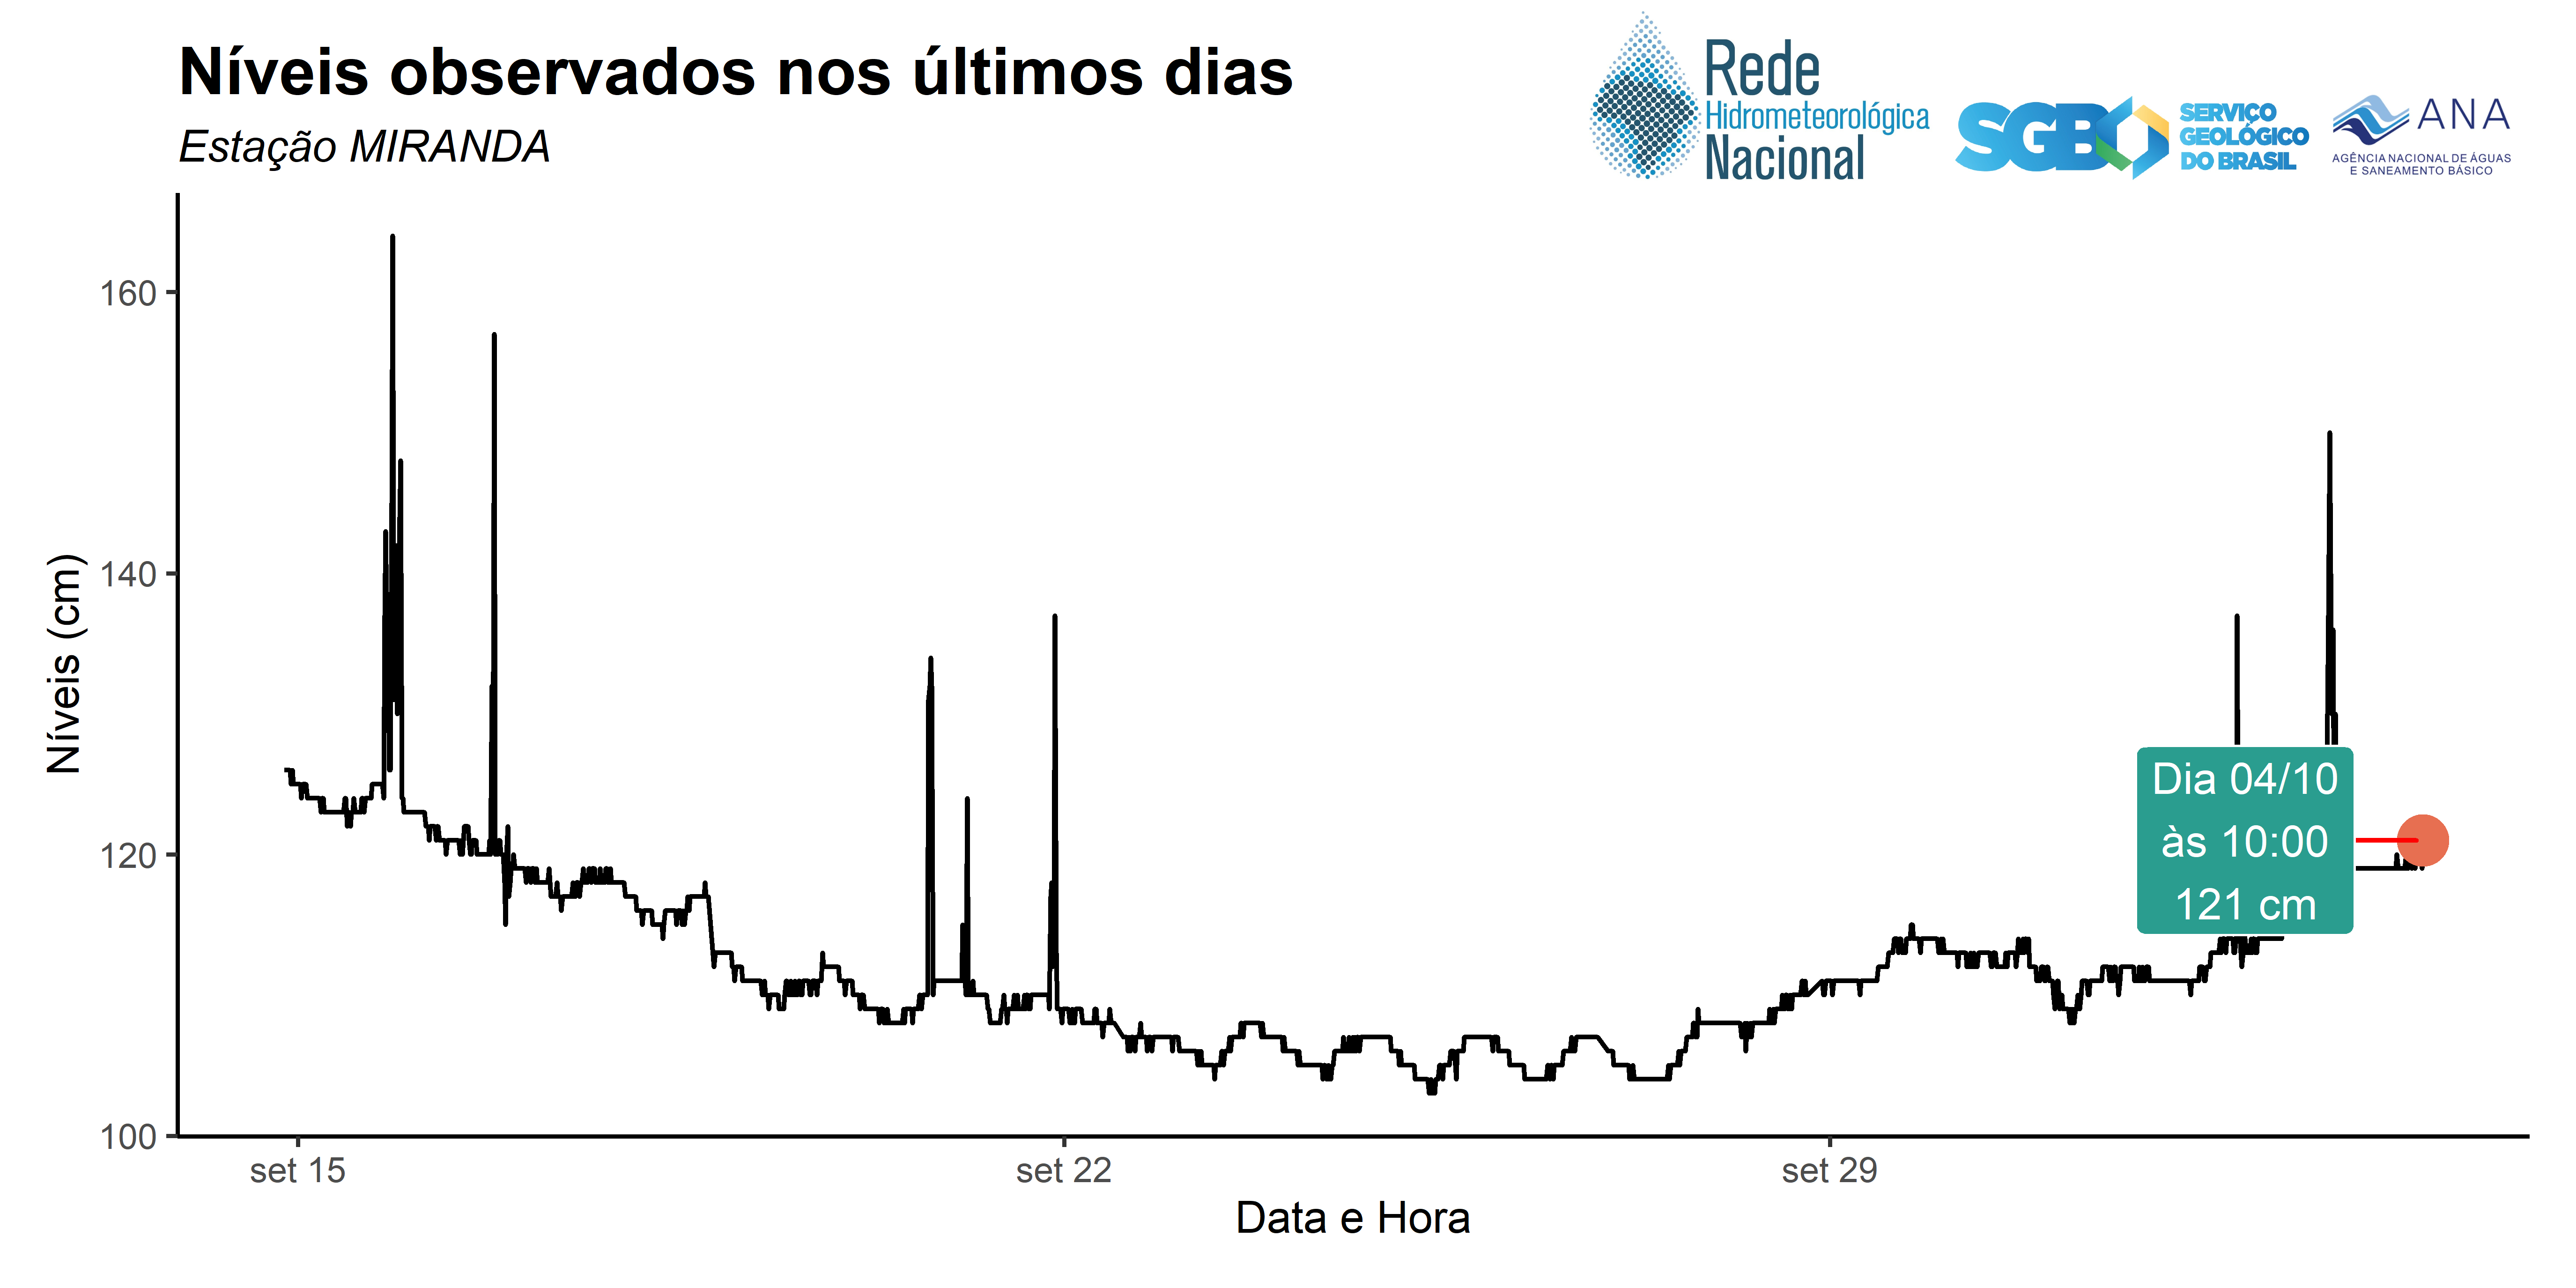 Níveis observados nos últimos dias
Estação MIRANDA
Rede
Hidrometeorológica
Nacional
SGB
SERVIÇO
GEOLÓGICO
DO BRASIL
ANA
AGÊNCIA NACIONAL DE ÁGUAS
E SANEAMENTO BÁSICO
Níveis (cm)
160
140
120
100
Dia 04/10
às 10:00
121 cm
set 15
set 22
set 29
Data e Hora